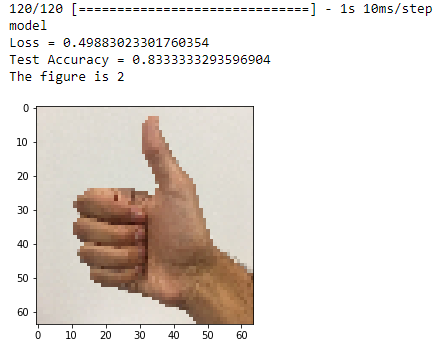 120/120 [==============================] - 1s 10ms/step
model
Loss = 0.49883023301760354
Test Accuracy = 0.8333333293596904
The figure is 2
0
10
20
30
40
50
60
0 10 20 30 40 50 60